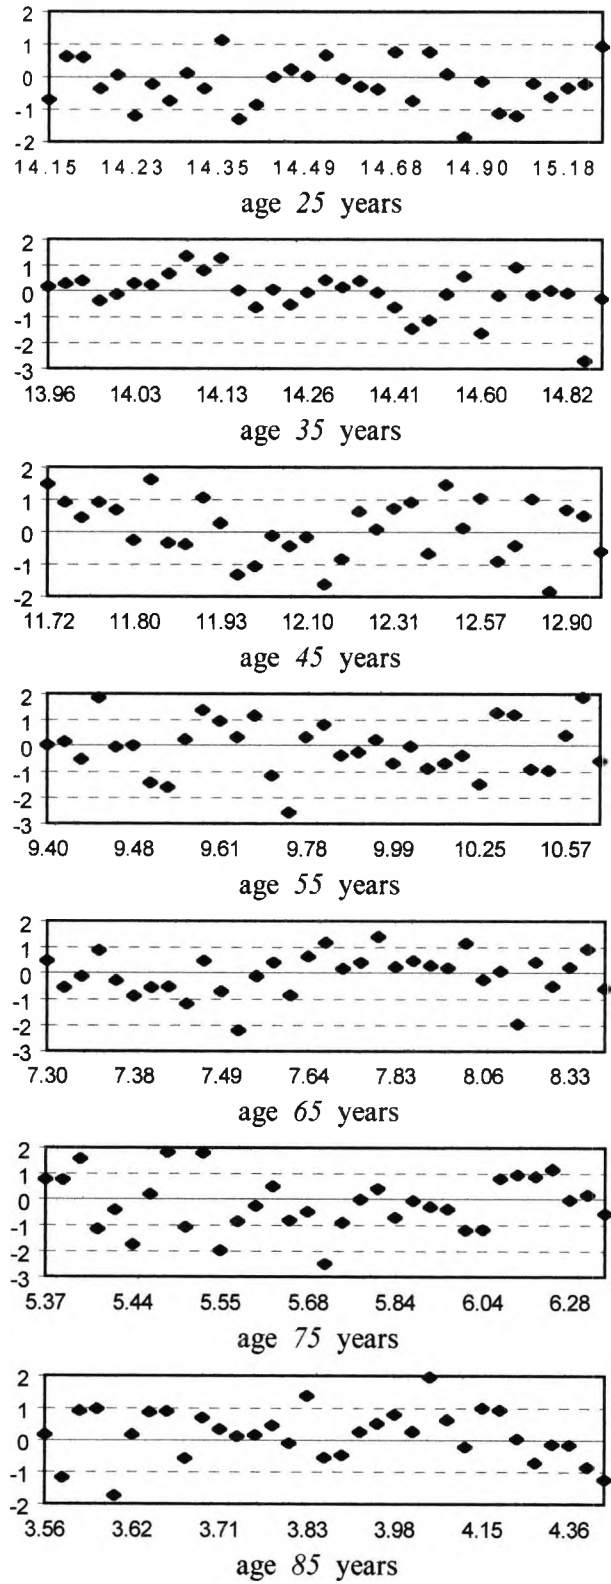 2
1
0
-1
-2
14.15 14.23 14.35 14.49 14.68 14.90 15.18
age 25 years
2
1
0
-1
-2
-3
13.96 14.03 14.13 14.26 14.41 14.60 14.82
age 35 years
2
1
0
-1
-2
11.72 11.80 11.93 12.10 12.31 12.57 12.90
age 45 years
2
1
0
-1
-2
-3
9.40 9.48 9.61 9.78 9.99 10.25 10.57
age 55 years
2
1
0
-1
-2
-3
7.30 7.38 7.49 7.64 7.83 8.06 8.33
age 65 years
2
1
0
-1
-2
-3
5.37 5.44 5.55 5.68 5.84 6.04 6.28
age 75 years
2
1
0
-1
-2
3.56 3.62 3.71 3.83 3.98 4.15 4.36
age 85 years